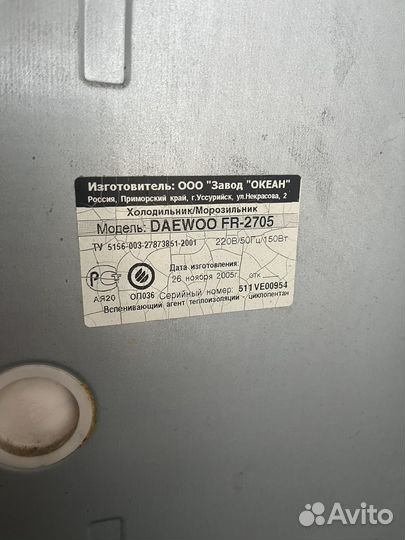 Изготовитель: ООО "Завод "ОКЕАН"
Россия, Приморский край, г.Уссурийск, ул.Некрасова, 2
Холодильник/Морозильник
Модель: DAEWOO FR-2705
ТУ 5156-003-27873851-2001 220В/50Гц/150Вт
Дата изготовления:
26 ноября 2005г. ОТК
АЯ20 ОП036 Серийный номер: 511VE00954
Вспенивающий агент теплоизоляции - циклопентан
Avito